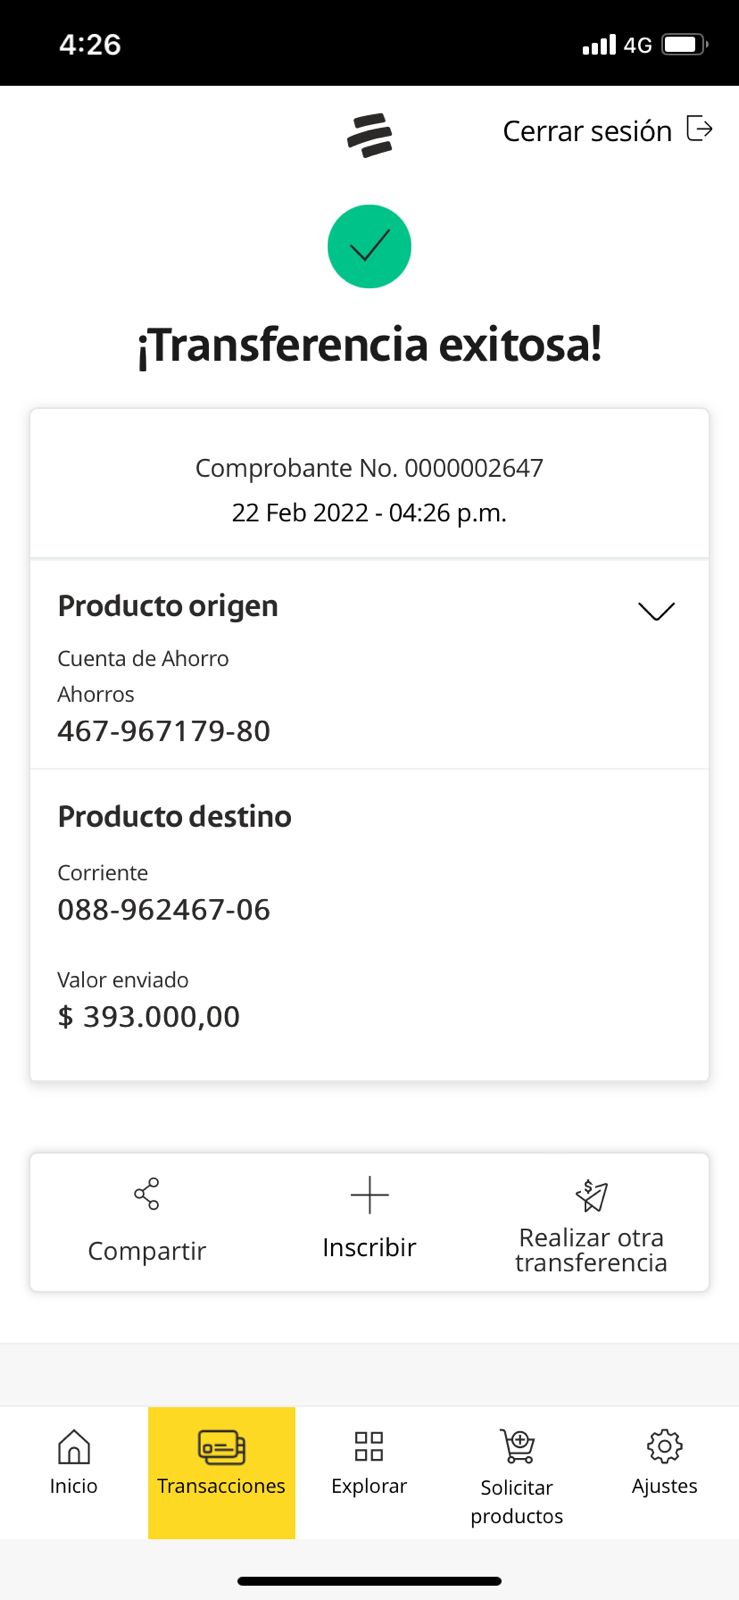 4:26
4G
Cerrar sesión
¡Transferencia exitosa!
Comprobante No. 0000002647
22 Feb 2022 - 04:26 p.m.
Producto origen
Cuenta de Ahorro
Ahorros
467-967179-80
Producto destino
Corriente
088-962467-06
Valor enviado
$ 393.000,00
Compartir
Inscribir
Realizar otra
transferencia
Inicio
Transacciones
Explorar
Solicitar
productos
Ajustes